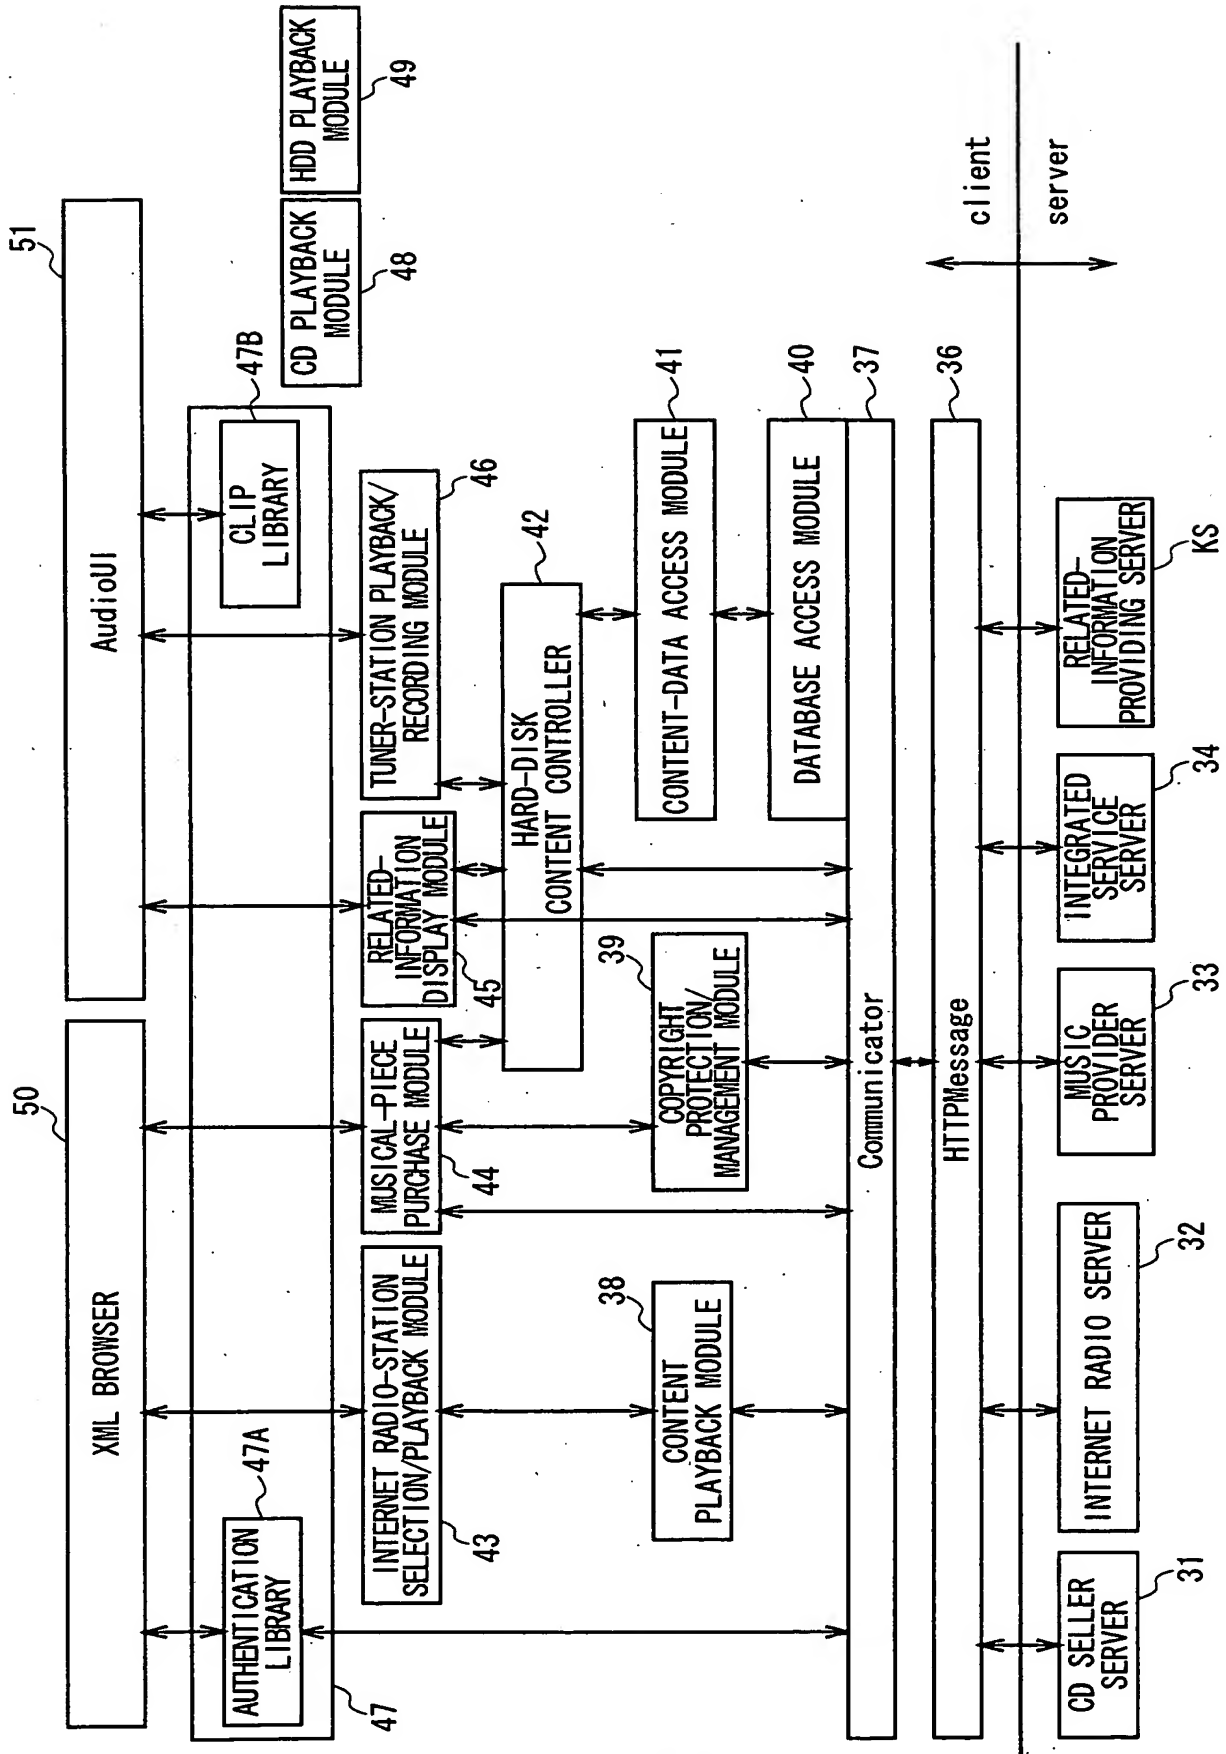 50
XML BROWSER
51
AudioUI
47
47A
AUTHENTICATION
LIBRARY
47B
CLIP
LIBRARY
CD PLAYBACK
MODULE
48
HDD PLAYBACK
MODULE
49
INTERNET RADIO-STATION
SELECTION/PLAYBACK MODULE
43
MUSICAL-PIECE
PURCHASE MODULE
44
RELATED-
INFORMATION
DISPLAY MODULE
45
TUNER-STATION PLAYBACK/
RECORDING MODULE
46
HARD-DISK
CONTENT CONTROLLER
42
38
CONTENT
PLAYBACK MODULE
39
COPYRIGHT
PROTECTION/
MANAGEMENT MODULE
CONTENT-DATA ACCESS MODULE
41
DATABASE ACCESS MODULE
40
Communicator
37
HTTPMessage
36
client
server
CD SELLER
SERVER
31
INTERNET RADIO SERVER
32
MUSIC
PROVIDER
SERVER
33
INTEGRATED
SERVICE
SERVER
34
RELATED-
INFORMATION
PROVIDING SERVER
KS